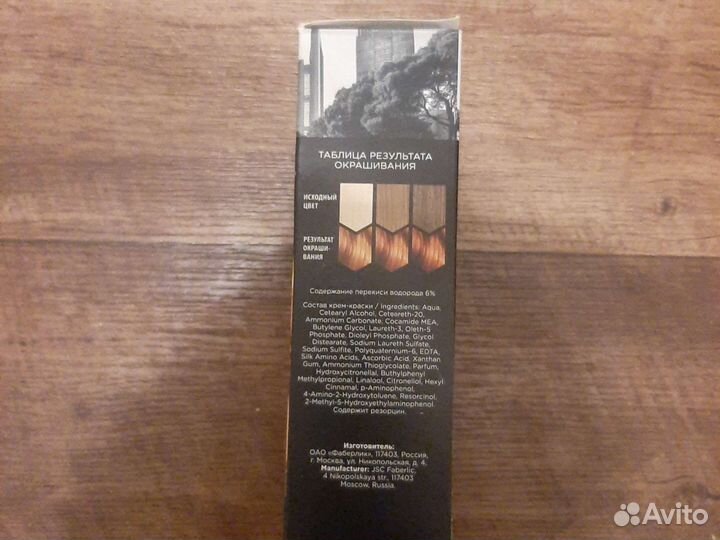 ТАБЛИЦА РЕЗУЛЬТАТА
ОКРАШИВАНИЯ
ИСХОДНЫЙ
ЦВЕТ
РЕЗУЛЬТАТ
ОКРАШИ-
ВАНИЯ
Содержание перекиси водорода 6%
Состав крем-краски / Ingredients: Aqua,
Cetearyl Alcohol, Ceteareth-20,
Ammonium Carbonate, Cocamide MEA,
Butylene Glycol, Laureth-3, Oleth-5
Phosphate, Dioleyl Phosphate, Glycol
Distearate, Sodium Laureth Sulfate,
Sodium Sulfite, Polyquaternium-6, EDTA,
Silk Amino Acids, Ascorbic Acid, Xanthan
Gum, Ammonium Thioglycolate, Parfum,
Hydroxycitronellal, Buthylphenyl
Methylpropional, Linalool, Citronellol, Hexyl
Cinnamal, p-Aminophenol,
4-Amino-2-Hydroxytoluene, Resorcinol,
2-Methyl-5-Hydroxyethylaminophenol.
Содержит резорцин.
Изготовитель:
ОАО «Фаберлик», 117403, Россия,
г. Москва, ул. Никопольская, д. 4.
Manufacturer: JSC Faberlic,
4 Nikopolskaya str., 117403
Moscow, Russia.
Avito